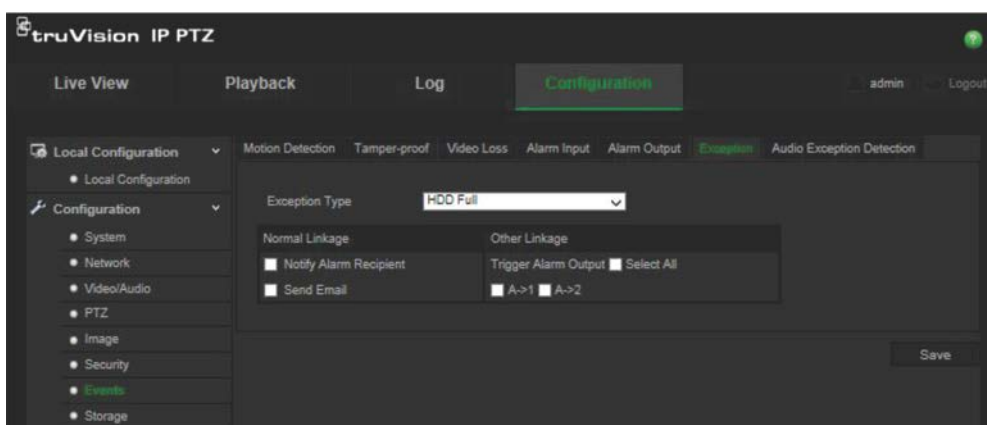 truVision IP PTZ
?
Live View Playback Log Configuration admin Logout
Local Configuration
Local Configuration
Configuration
System
Network
Video/Audio
PTZ
Image
Security
Events
Storage
Motion Detection Tamper-proof Video Loss Alarm Input Alarm Output Exception Audio Exception Detection
Exception Type HDD Full
Normal Linkage Other Linkage
Notify Alarm Recipient Trigger Alarm Output Select All
Send Email A->1 A->2
Save